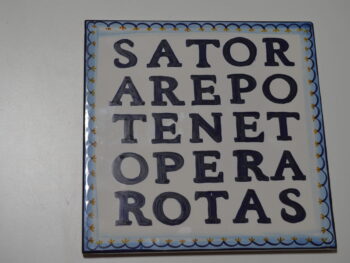 SATOR
AREPO
TENET
OPERA
ROTAS